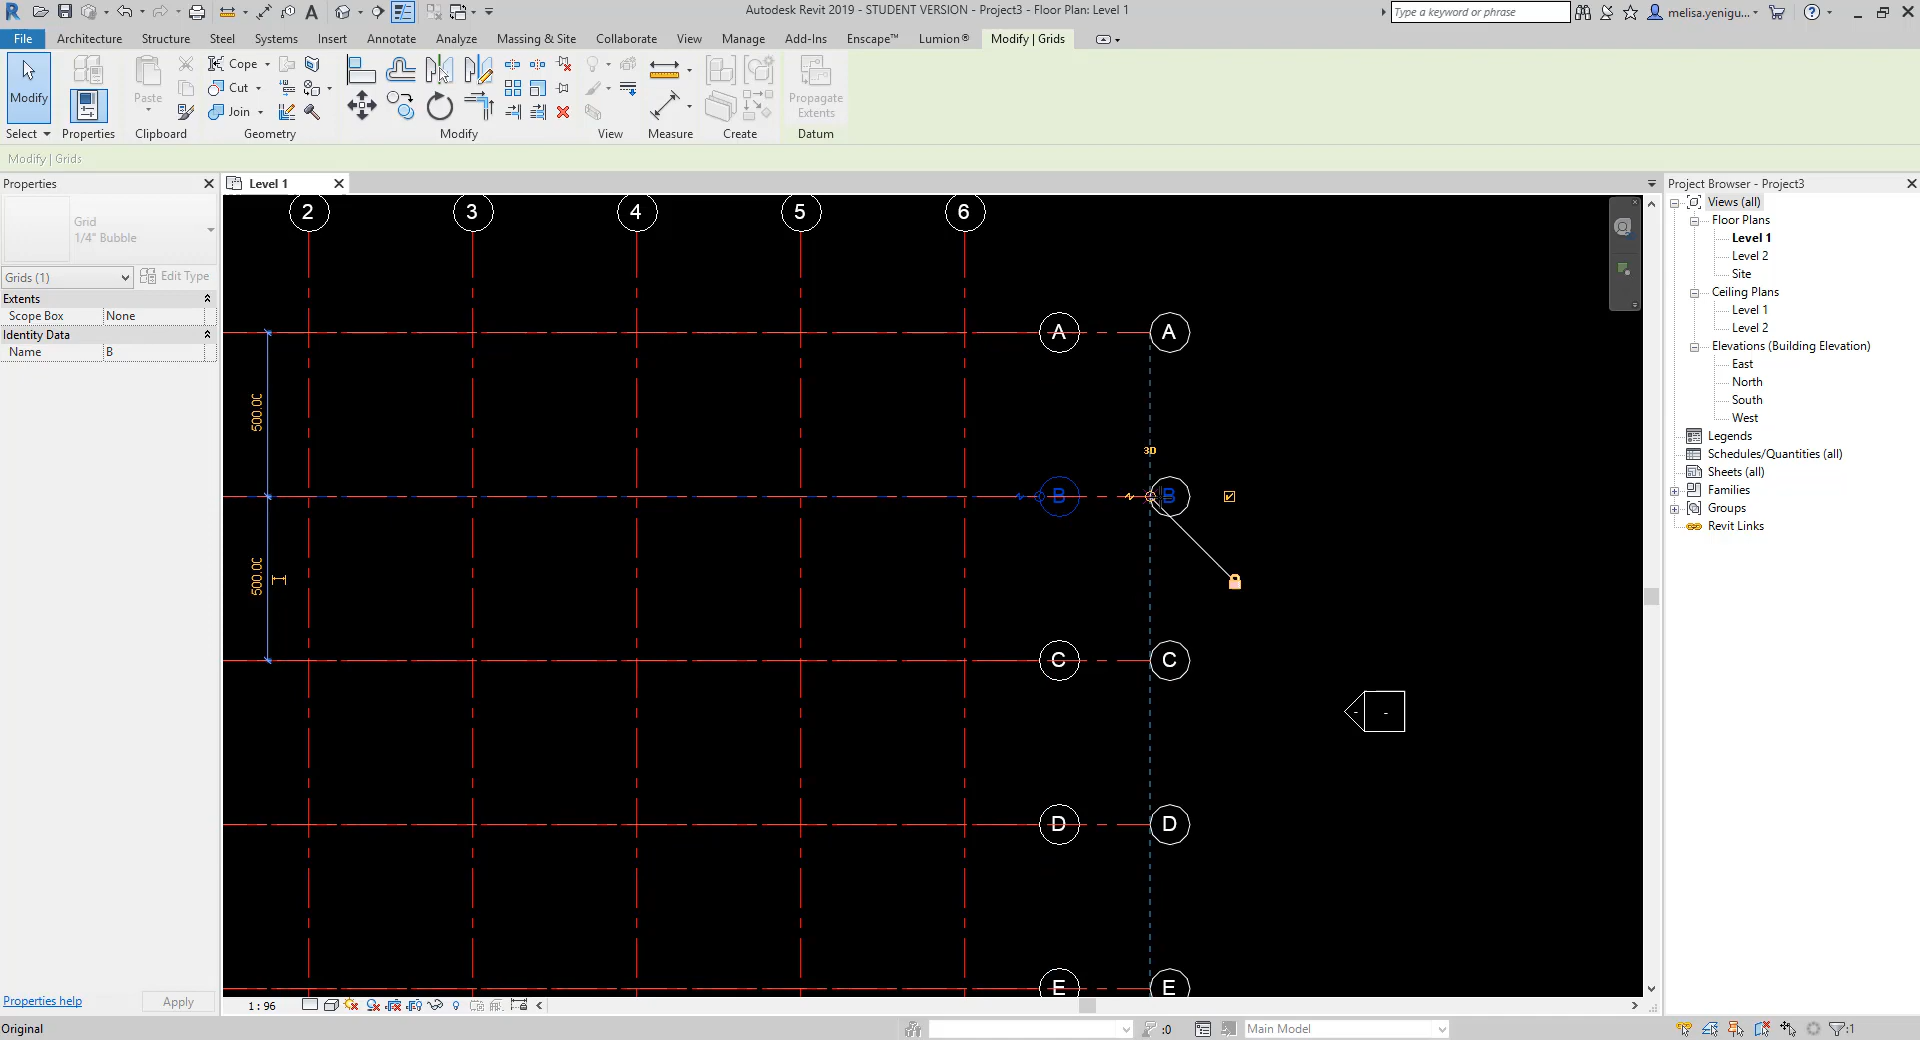 Autodesk Revit 2019 - STUDENT VERSION - Project3 - Floor Plan: Level 1
Type a keyword or phrase
melisa.yenigu...
File Architecture Structure Steel Systems Insert Annotate Analyze Massing & Site Collaborate View Manage Add-Ins Enscape™ Lumion® Modify | Grids
Modify
Select
Properties
Paste
Clipboard
Cope
Cut
Join
Geometry
Modify
View
Measure
Create
Propagate
Extents
Datum
Modify | Grids
Properties
Grid
1/4" Bubble
Grids (1)
Edit Type
Extents
Scope Box None
Identity Data
Name B
Properties help
Apply
Level 1
2 3 4 5 6
A A
500.00
3D
B B
500.00
C C
- -
D D
E E
1 : 96
Project Browser - Project3
Views (all)
Floor Plans
Level 1
Level 2
Site
Ceiling Plans
Level 1
Level 2
Elevations (Building Elevation)
East
North
South
West
Legends
Schedules/Quantities (all)
Sheets (all)
Families
Groups
Revit Links
Original
:0
Main Model
:1